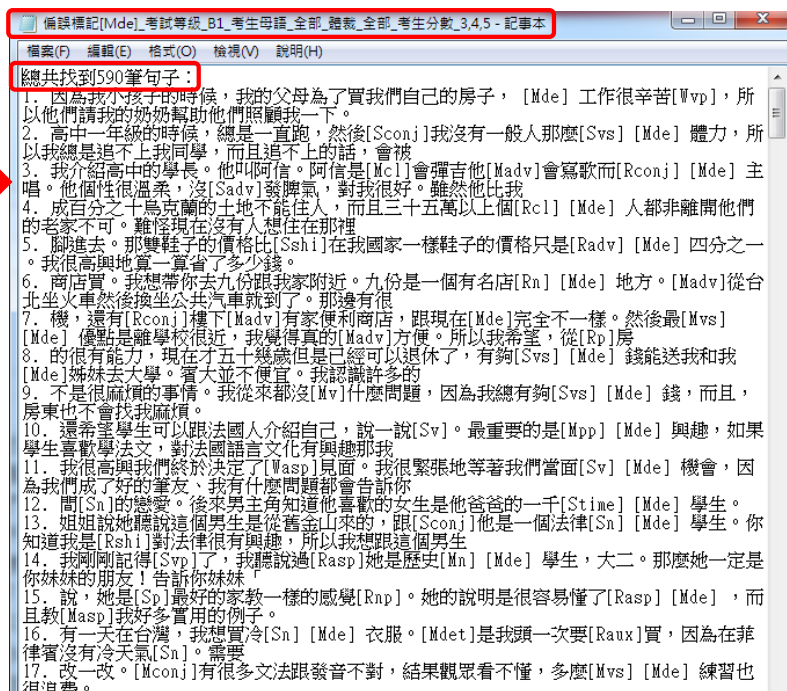 偏誤標記[Mde]_考試等級_B1_考生母語_全部_體裁_全部_考生分數_3,4,5 - 記事本
檔案(F) 編輯(E) 格式(O) 檢視(V) 說明(H)
總共找到590筆句子：
1. 因為我小孩子的時候，我的父母為了買我們自己的房子， [Mde] 工作很辛苦[Wvp]，所
以他們請我的奶奶幫助他們照顧我一下。
2. 高中一年級的時候，總是一直跑，然後[Sconj]我沒有一般人那麼[Svs] [Mde] 體力，所
以我總是追不上我同學，而且追不上的話，會被
3. 我介紹高中的學長。他叫阿信。阿信是[Mcl]會彈吉他[Madv]會寫歌而[Rconj] [Mde] 主
唱。他個性很溫柔，沒[Sadv]發脾氣，對我很好。雖然他比我
4. 成百分之十烏克蘭的土地不能住人，而且三十五萬以上個[Rcl] [Mde] 人都非離開他們
的老家不可。難怪現在沒有人想住在那裡
5. 腳進去。那雙鞋子的價格比[Sshi]在我國家一樣鞋子的價格只是[Radv] [Mde] 四分之一
。我很高興地算一算省了多少錢。
6. 商店買。我想帶你去九份跟我家附近。九份是一個有名店[Rn] [Mde] 地方。[Madv]從台
北坐火車然後換坐公共汽車就到了。那邊有很
7. 機，還有[Rconj]樓下[Madv]有家便利商店，跟現在[Mde]完全不一樣。然後最[Mvs]
[Mde] 優點是離學校很近，我覺得真的[Madv]方便。所以我希望，從[Rp]房
8. 的很有能力，現在才五十幾歲但是已經可以退休了，有夠[Svs] [Mde] 錢能送我和我
[Mde]姊妹去大學。賓大並不便宜。我認識許多的
9. 不是很麻煩的事情。我從來都沒[Mv]什麼問題，因為我總有夠[Svs] [Mde] 錢，而且，
房東也不會找我麻煩。
10. 還希望學生可以跟法國人介紹自己，說一說[Sv]。最重要的是[Mpp] [Mde] 興趣，如果
學生喜歡學法文，對法國語言文化有興趣那我
11. 我很高興我們終於決定了[Wasp]見面。我很緊張地等著我們當面[Sv] [Mde] 機會，因
為我們成了好的筆友、我有什麼問題都會告訴你
12. 間[Sn]的戀愛。後來男主角知道他喜歡的女生是他爸爸的一千[Stime] [Mde] 學生。
13. 姐姐說她聽說這個男生是從舊金山來的，跟[Sconj]他是一個法律[Sn] [Mde] 學生。你
知道我是[Rshi]對法律很有興趣，所以我想跟這個男生
14. 我剛剛記得[Svp]了，我聽說過[Rasp]她是歷史[Mn] [Mde] 學生，大二。那麼她一定是
你妹妹的朋友！告訴你妹妹「
15. 說，她是[Sp]最好的家教一樣的感覺[Rnp]。她的說明是很容易懂了[Rasp] [Mde] ，而
且教[Masp]我好多實用的例子。
16. 有一天在台灣，我想買冷[Sn] [Mde] 衣服。[Mdet]是我頭一次要[Raux]買，因為在菲
律賓沒有冷天氣[Sn]。需要
17. 改一改。[Mconj]有很多文法跟發音不對，結果觀眾看不懂，多麼[Mvs] [Mde] 練習也
很浪費。